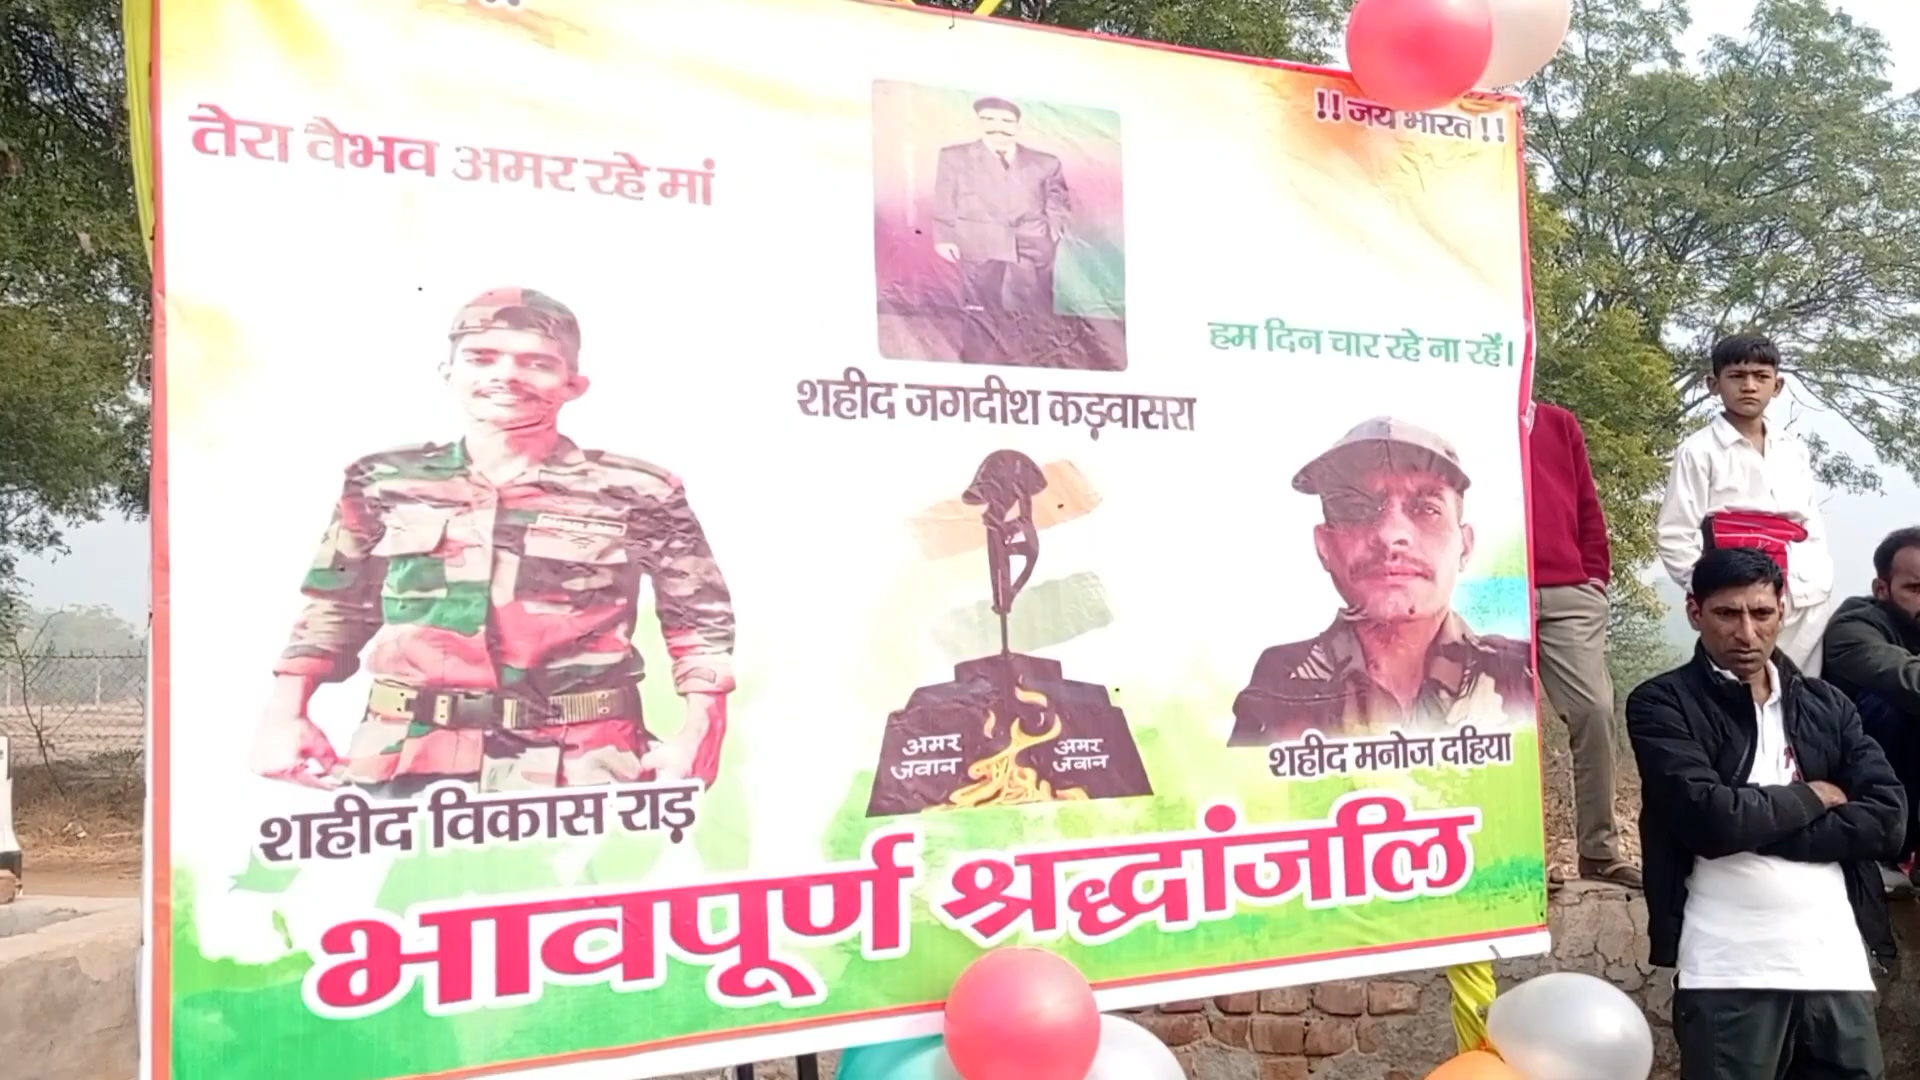 !! जय भारत !!
तेरा वैभव अमर रहे मां
हम दिन चार रहे ना रहें।
शहीद जगदीश कड़वासरा
अमर जवान
अमर जवान
शहीद मनोज दहिया
शहीद विकास राड़
भावपूर्ण श्रद्धांजलि